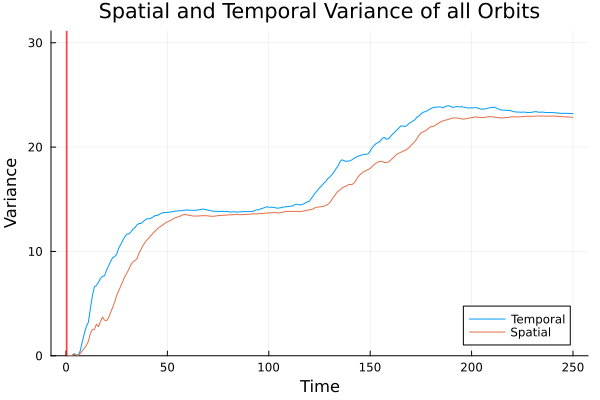 Spatial and Temporal Variance of all Orbits
30
20
10
0
Variance
0 50 100 150 200 250
Time
Temporal
Spatial